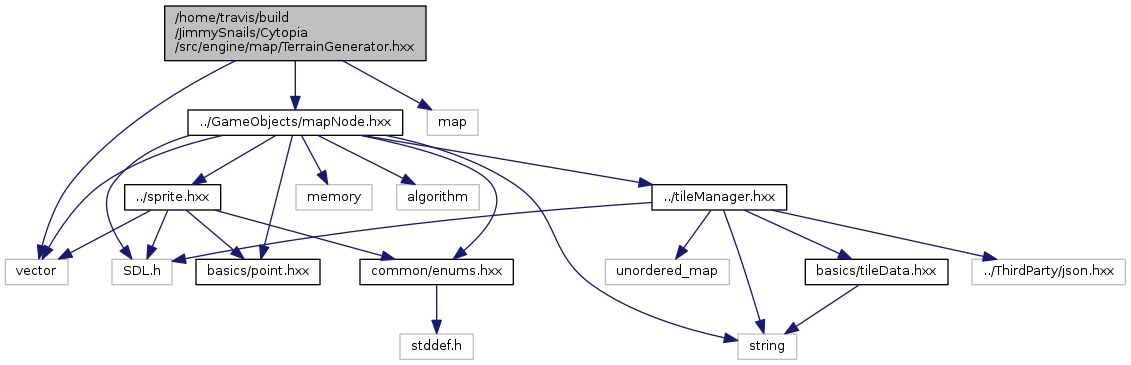 /home/travis/build
/JimmySnails/Cytopia
/src/engine/map/TerrainGenerator.hxx
../GameObjects/mapNode.hxx
map
../sprite.hxx
memory
algorithm
../tileManager.hxx
vector
SDL.h
basics/point.hxx
common/enums.hxx
unordered_map
basics/tileData.hxx
../ThirdParty/json.hxx
stddef.h
string